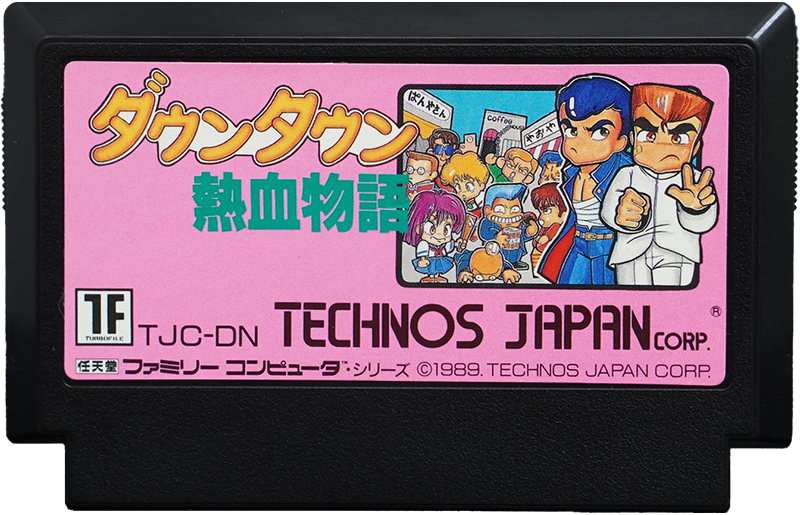 ダウンタウン
熱血物語
ぱんやさん
coffee
やおや
TF
TURBOFILE
TJC-DN
TECHNOS JAPAN CORP.®
任天堂 ファミリー コンピュータ™・シリーズ ©1989. TECHNOS JAPAN CORP.